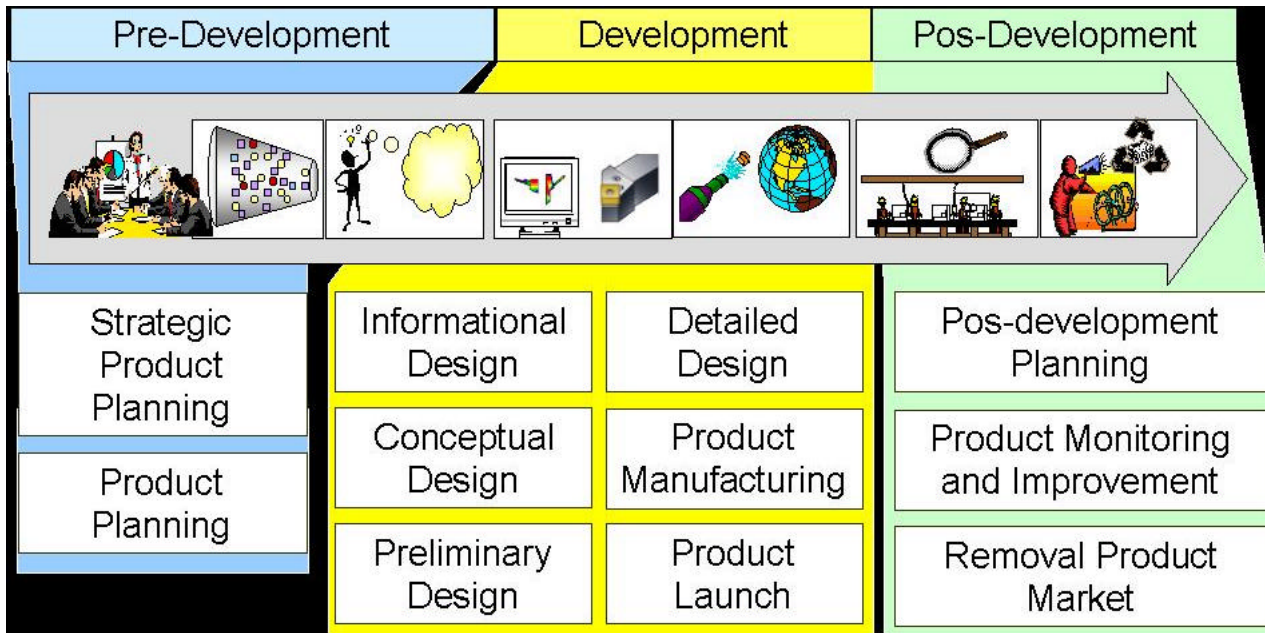 Pre-Development
Development
Pos-Development
Strategic
Product
Planning
Product
Planning
Informational
Design
Conceptual
Design
Preliminary
Design
Detailed
Design
Product
Manufacturing
Product
Launch
Pos-development
Planning
Product Monitoring
and Improvement
Removal Product
Market